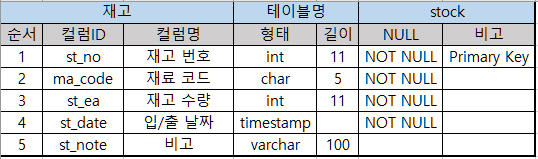 재고 테이블명 stock
순서 컬럼ID 컬럼명 형태 길이 NULL 비고
1 st_no 재고 번호 int 11 NOT NULL Primary Key
2 ma_code 재료 코드 char 5 NOT NULL
3 st_ea 재고 수량 int 11 NOT NULL
4 st_date 입/출 날짜 timestamp NOT NULL
5 st_note 비고 varchar 100